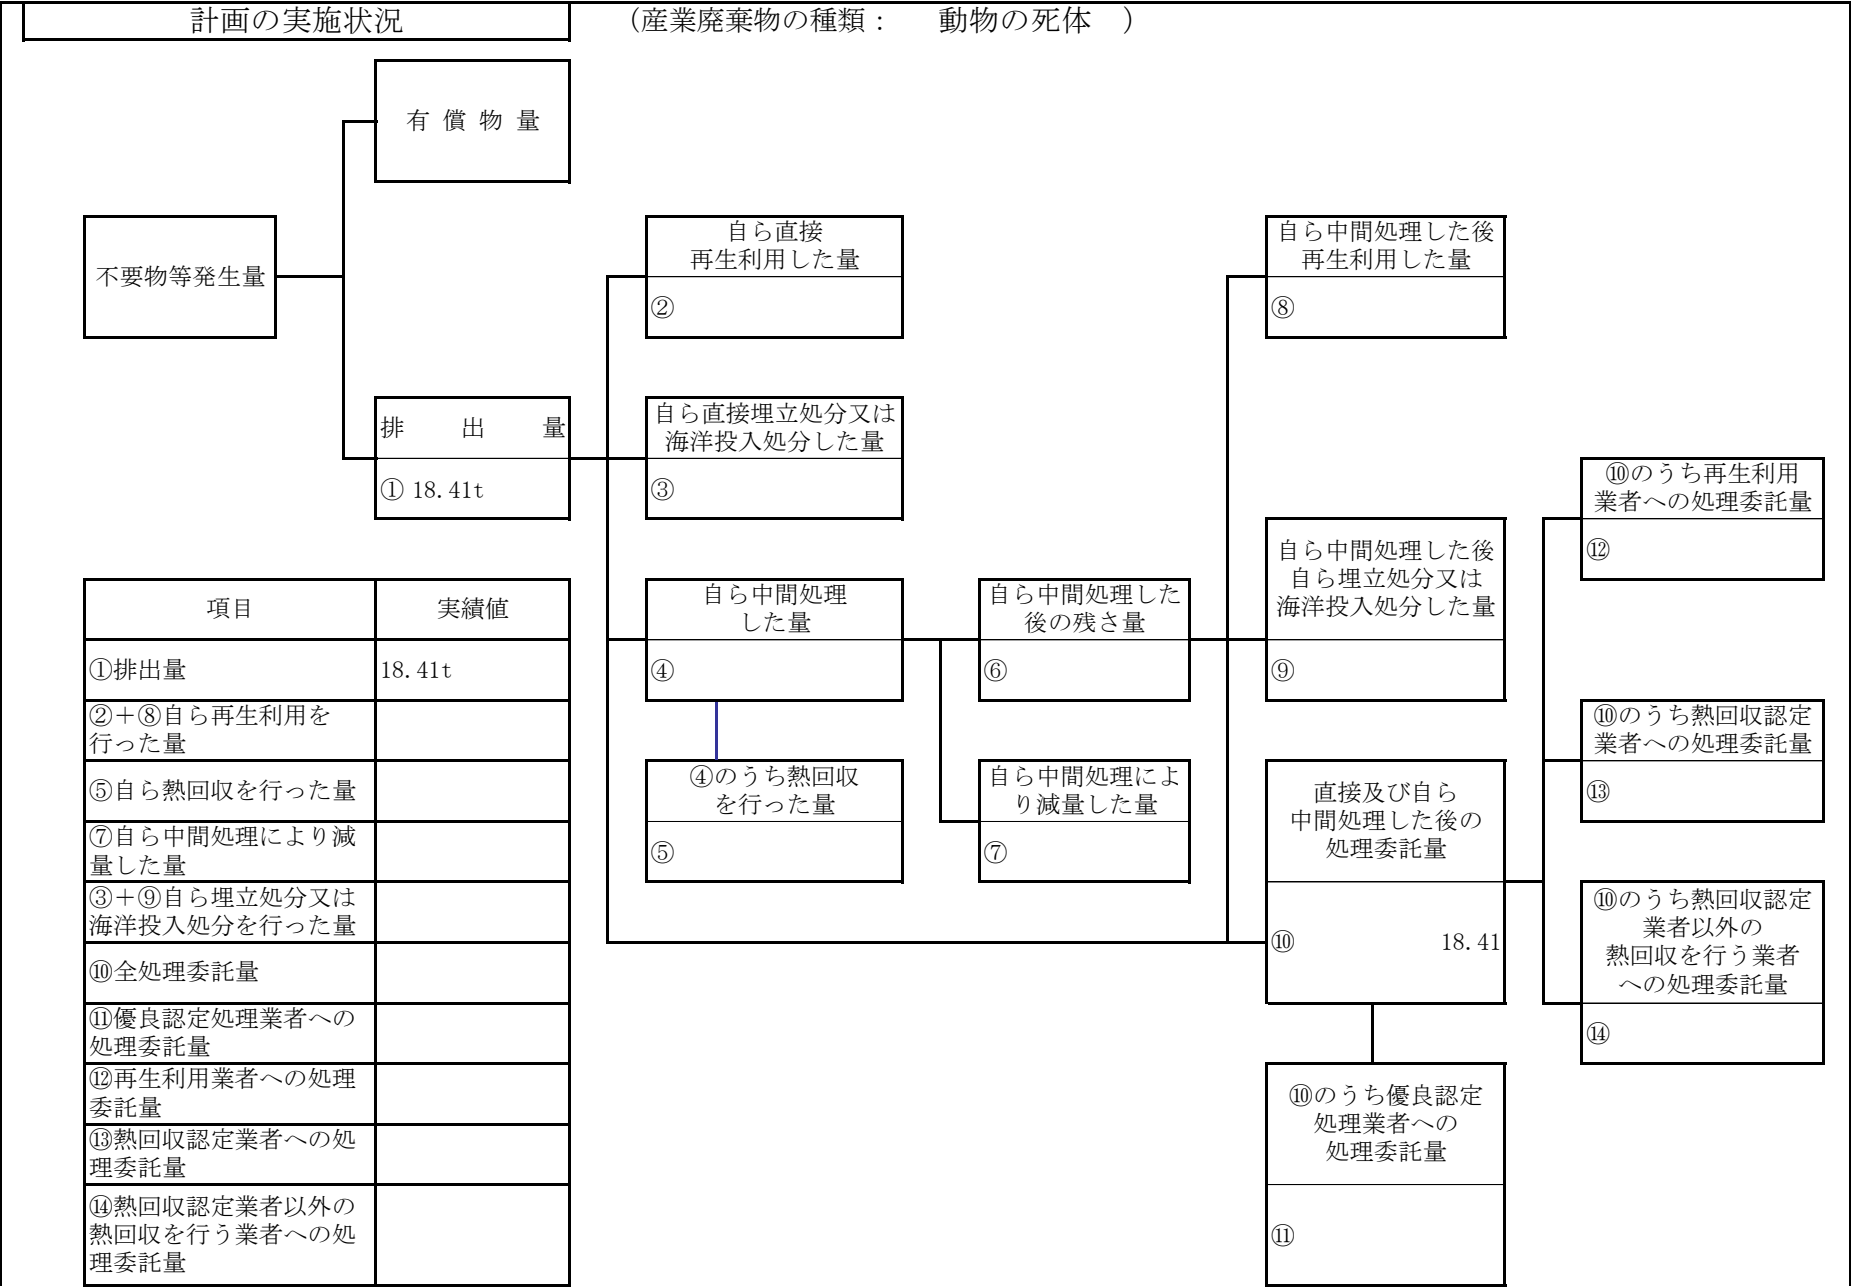 計画の実施状況
(産業廃棄物の種類： 動物の死体 )
有償物量
不要物等発生量
自ら直接
再生利用した量
②
自ら中間処理した後
再生利用した量
⑧
排出量
① 18.41t
自ら直接埋立処分又は
海洋投入処分した量
③
⑩のうち再生利用
業者への処理委託量
⑫
自ら中間処理した後
自ら埋立処分又は
海洋投入処分した量
⑨
自ら中間処理
した量
④
自ら中間処理した
後の残さ量
⑥
⑩のうち熱回収認定
業者への処理委託量
⑬
④のうち熱回収
を行った量
⑤
自ら中間処理によ
り減量した量
⑦
直接及び自ら
中間処理した後の
処理委託量
⑩ 18.41
⑩のうち熱回収認定
業者以外の
熱回収を行う業者
への処理委託量
⑭
⑩のうち優良認定
処理業者への
処理委託量
⑪
項目 実績値
①排出量 18.41t
②＋⑧自ら再生利用を
行った量
⑤自ら熱回収を行った量
⑦自ら中間処理により減
量した量
③＋⑨自ら埋立処分又は
海洋投入処分を行った量
⑩全処理委託量
⑪優良認定処理業者への
処理委託量
⑫再生利用業者への処理
委託量
⑬熱回収認定業者への処
理委託量
⑭熱回収認定業者以外の
熱回収を行う業者への処
理委託量